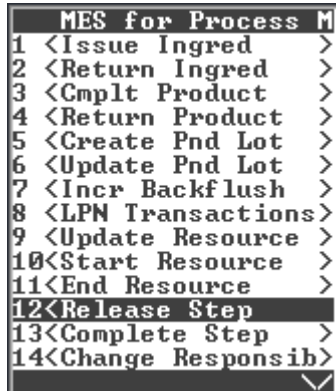 MES for Process M
1 <Issue Ingred >
2 <Return Ingred >
3 <Cmplt Product >
4 <Return Product >
5 <Create Pnd Lot >
6 <Update Pnd Lot >
7 <Incr Backflush >
8 <LPN Transactions>
9 <Update Resource >
10<Start Resource >
11<End Resource >
12<Release Step
13<Complete Step >
14<Change Responsib>